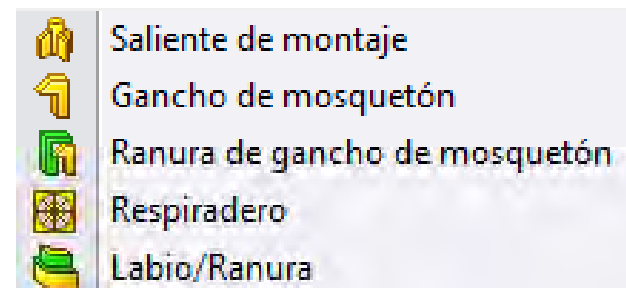 Saliente de montaje
Gancho de mosquetón
Ranura de gancho de mosquetón
Respiradero
Labio/Ranura